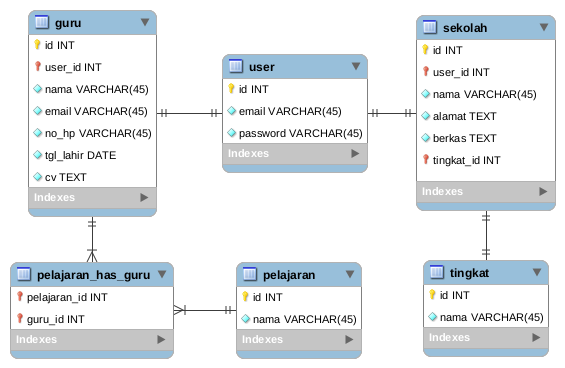 guru
id INT
user_id INT
nama VARCHAR(45)
email VARCHAR(45)
no_hp VARCHAR(45)
tgl_lahir DATE
cv TEXT
Indexes
user
id INT
email VARCHAR(45)
password VARCHAR(45)
Indexes
sekolah
id INT
user_id INT
nama VARCHAR(45)
alamat TEXT
berkas TEXT
tingkat_id INT
Indexes
pelajaran_has_guru
pelajaran_id INT
guru_id INT
Indexes
pelajaran
id INT
nama VARCHAR(45)
Indexes
tingkat
id INT
nama VARCHAR(45)
Indexes